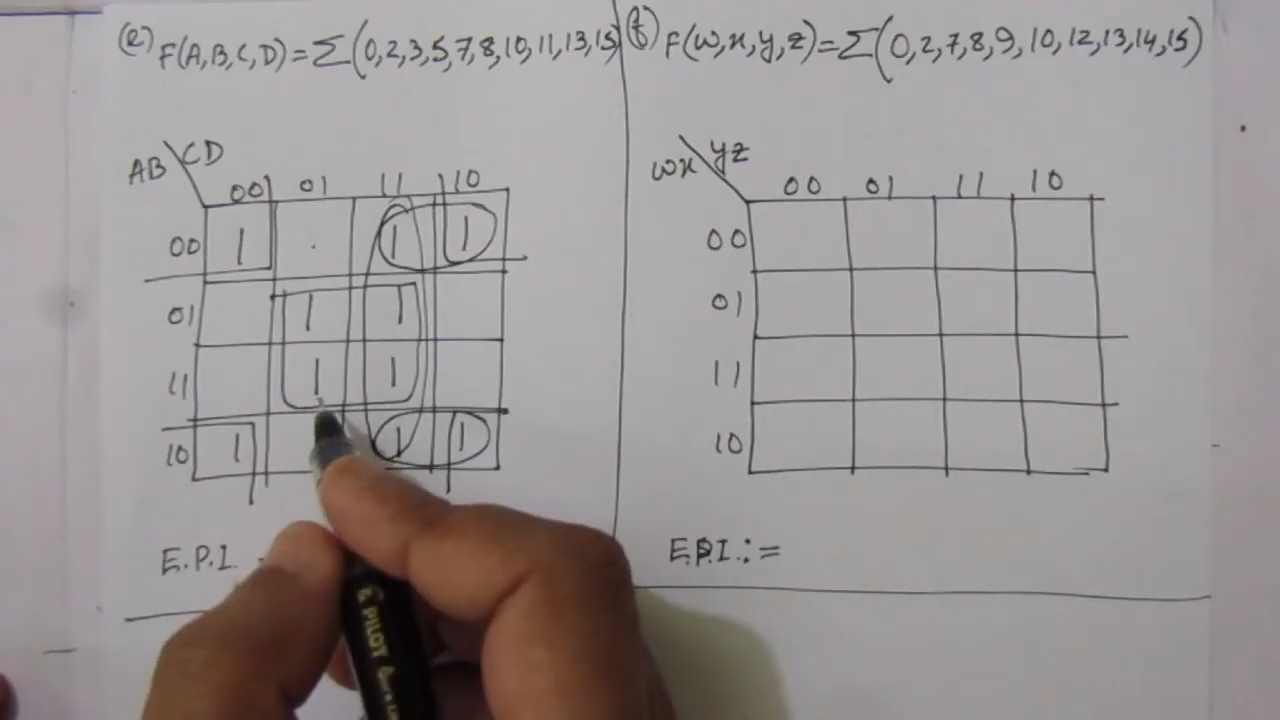 (e) F(A,B,C,D)=∑(0,2,3,5,7,8,10,11,13,15)
AB CD
00 01 11 10
00 1 1 1
01 1 1
11 1 1
10 1 1 1
E.P.I. -
(f) F(w,x,y,z)=∑(0,2,7,8,9,10,12,13,14,15)
wx yz
00 01 11 10
00
01
11
10
E.P.I.:=
PILOT